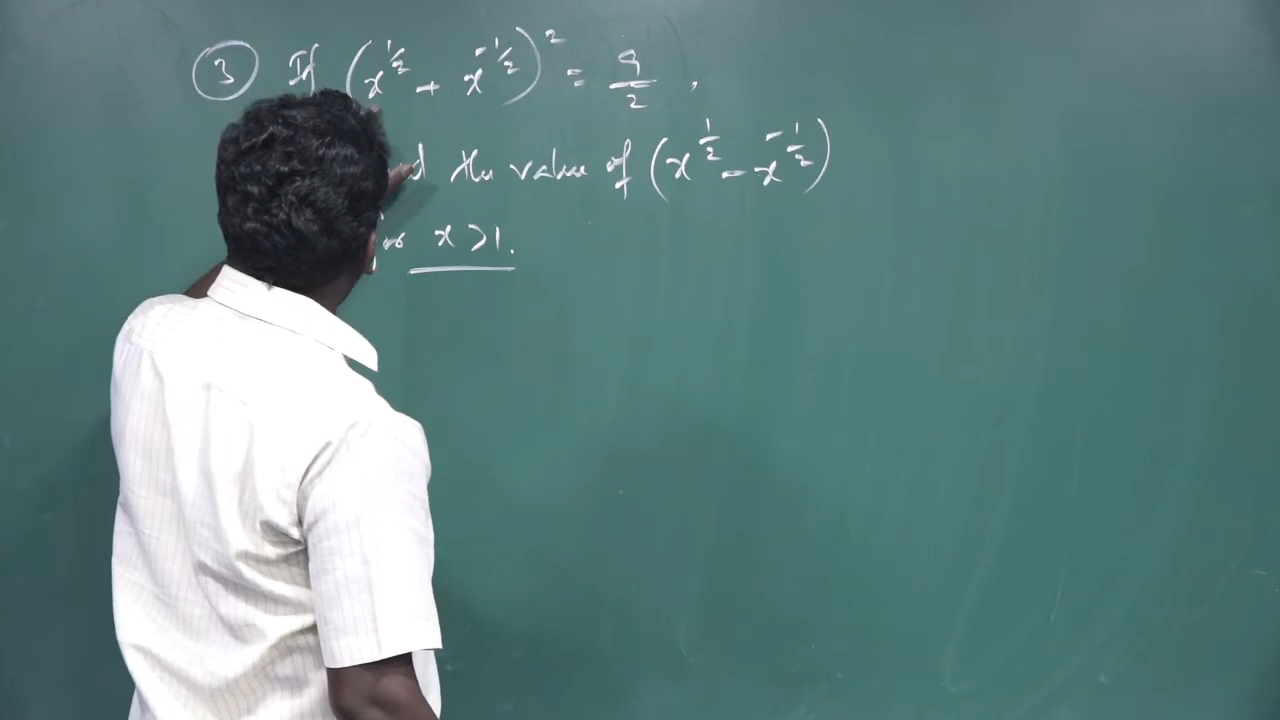 ③ If (x^{1/2} + x^{-1/2})^2 = 9/2 ,
the value of (x^{1/2} - x^{-1/2})
x > 1.